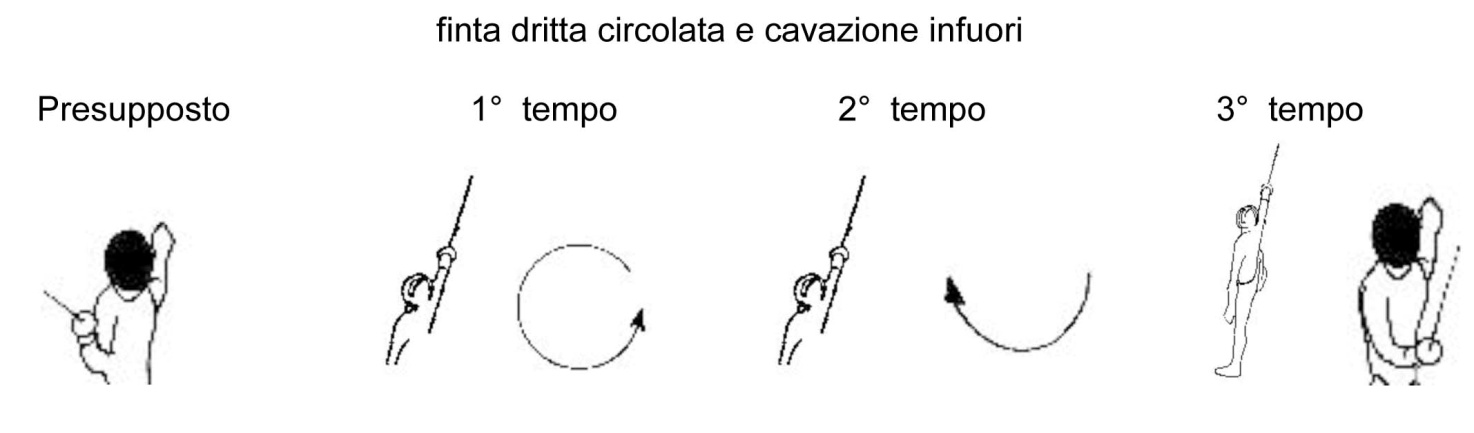 finta dritta circolata e cavazione infuori
Presupposto 1° tempo 2° tempo 3° tempo